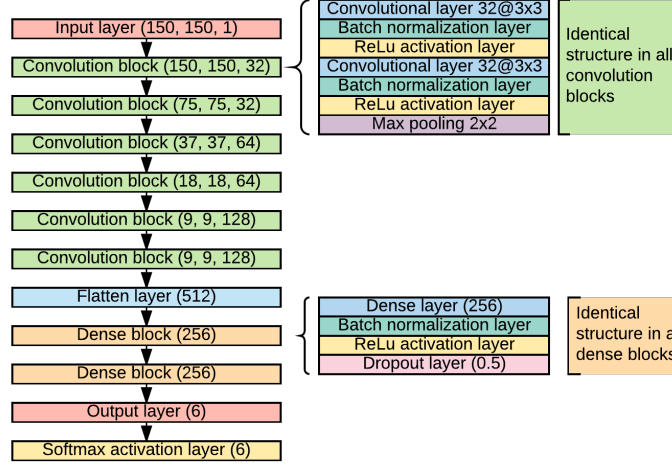 Input layer (150, 150, 1)
Convolution block (150, 150, 32)
Convolution block (75, 75, 32)
Convolution block (37, 37, 64)
Convolution block (18, 18, 64)
Convolution block (9, 9, 128)
Convolution block (9, 9, 128)
Flatten layer (512)
Dense block (256)
Dense block (256)
Output layer (6)
Softmax activation layer (6)
Convolutional layer 32@3x3
Batch normalization layer
ReLu activation layer
Convolutional layer 32@3x3
Batch normalization layer
ReLu activation layer
Max pooling 2x2
Identical
structure in all
convolution
blocks
Dense layer (256)
Batch normalization layer
ReLu activation layer
Dropout layer (0.5)
Identical
structure in a
dense blocks